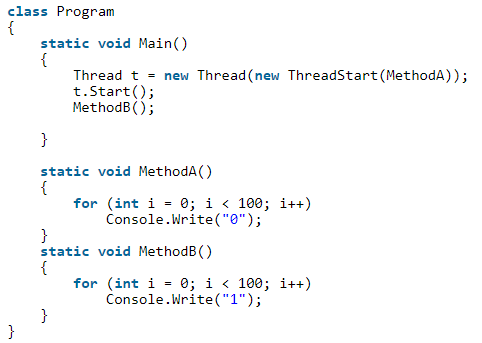 class Program
{
    static void Main()
    {
        Thread t = new Thread(new ThreadStart(MethodA));
        t.Start();
        MethodB();

    }

    static void MethodA()
    {
        for (int i = 0; i < 100; i++)
            Console.Write("0");
    }
    static void MethodB()
    {
        for (int i = 0; i < 100; i++)
            Console.Write("1");
    }
}